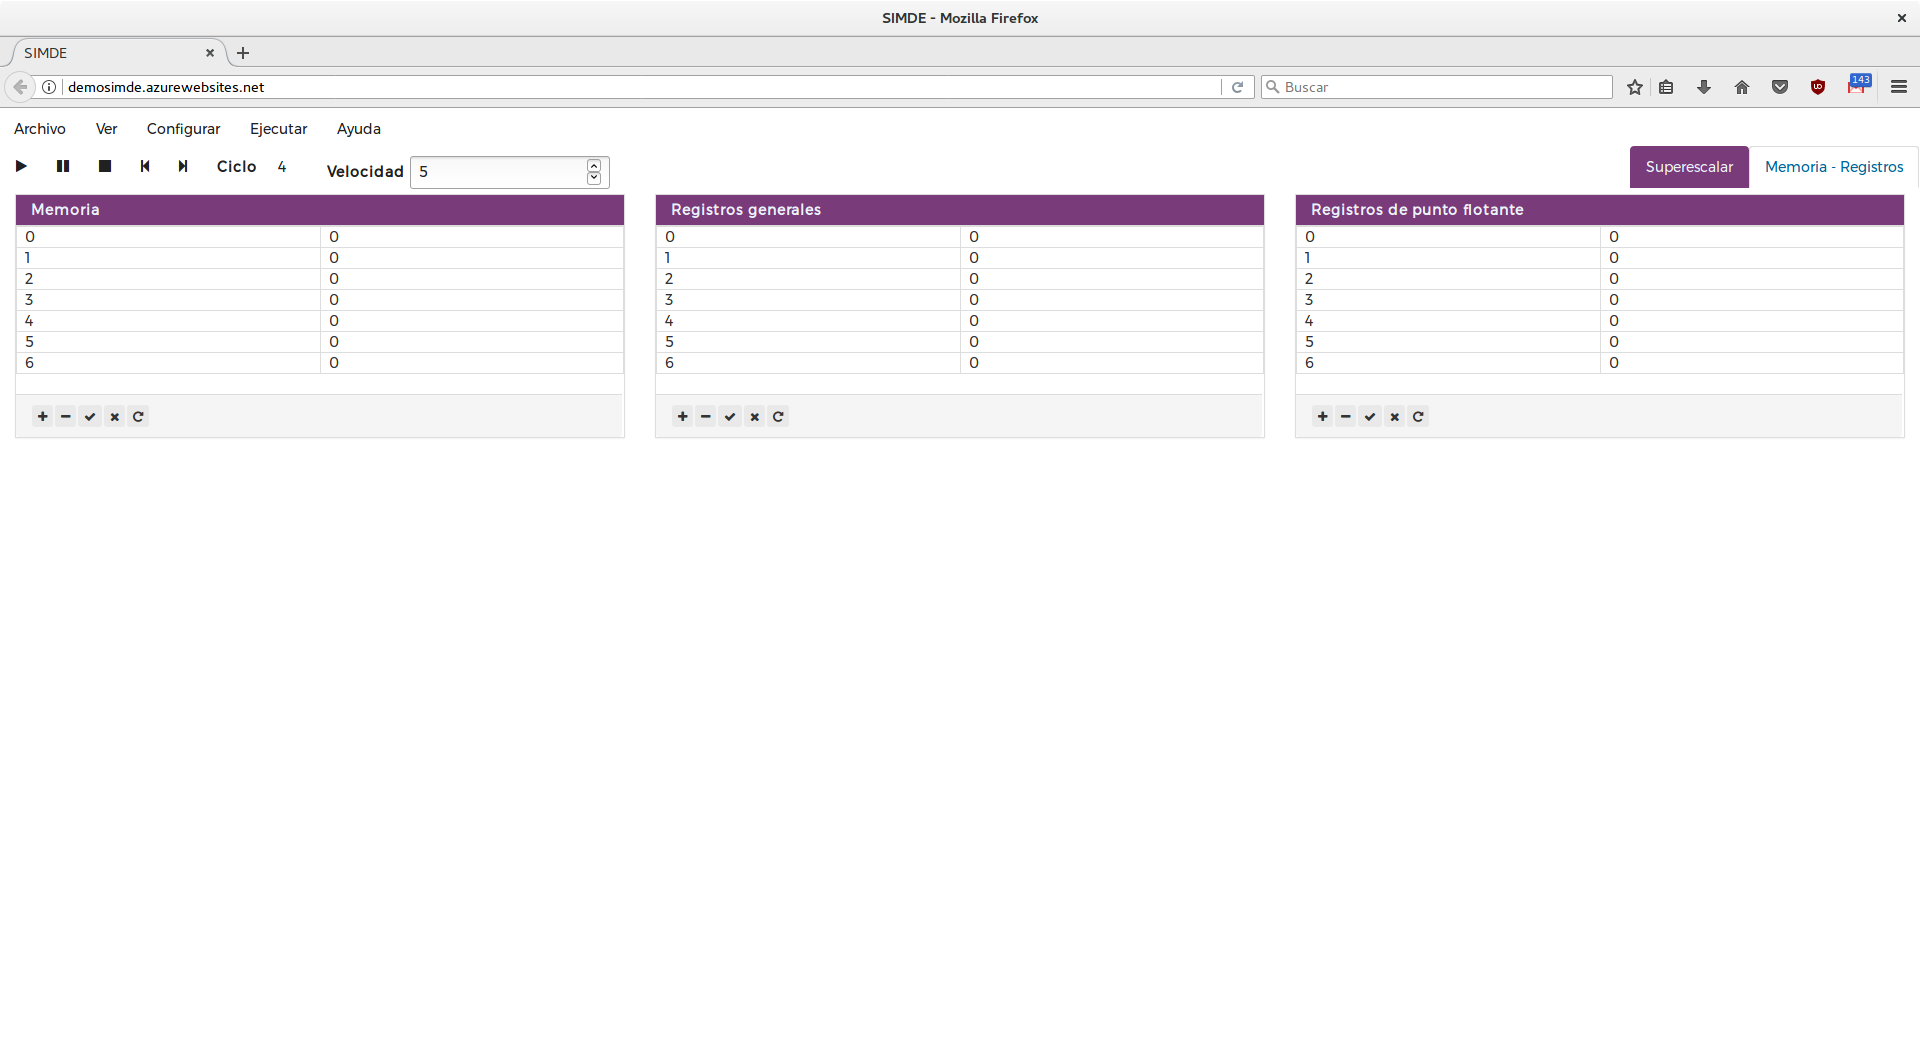 SIMDE - Mozilla Firefox
SIMDE
demosimde.azurewebsites.net
Buscar
143
Archivo Ver Configurar Ejecutar Ayuda
Ciclo 4 Velocidad 5
Superescalar Memoria - Registros
Memoria
0 0
1 0
2 0
3 0
4 0
5 0
6 0
Registros generales
0 0
1 0
2 0
3 0
4 0
5 0
6 0
Registros de punto flotante
0 0
1 0
2 0
3 0
4 0
5 0
6 0